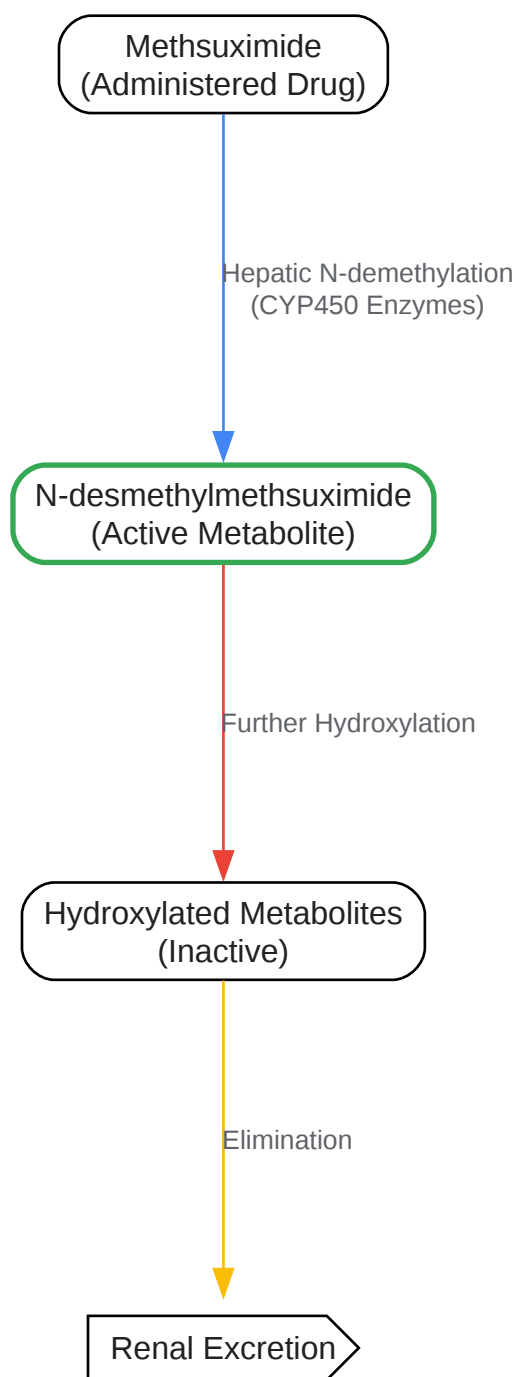 Methsuximide
(Administered Drug)
Hepatic N-demethylation
(CYP450 Enzymes)
N-desmethylmethsuximide
(Active Metabolite)
Further Hydroxylation
Hydroxylated Metabolites
(Inactive)
Elimination
Renal Excretion